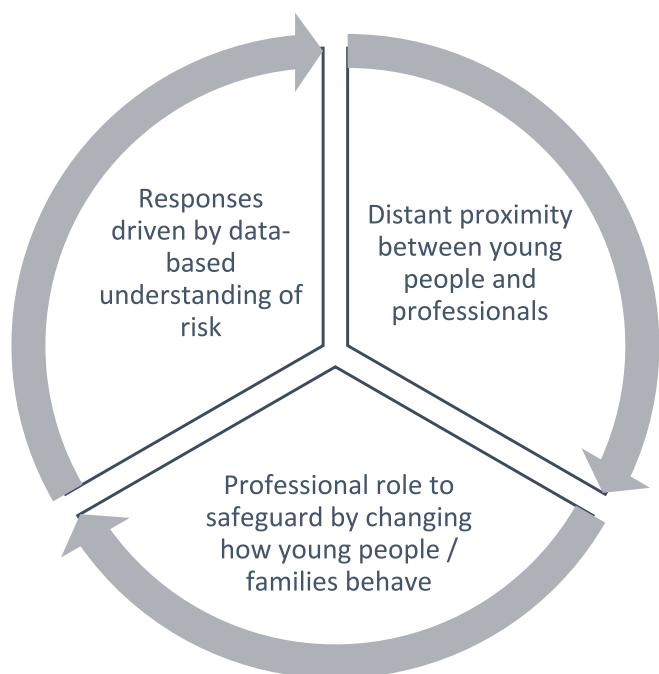 Responses
driven by data-
based
understanding of
risk
Distant proximity
between young
people and
professionals
Professional role to
safeguard by changing
how young people /
families behave